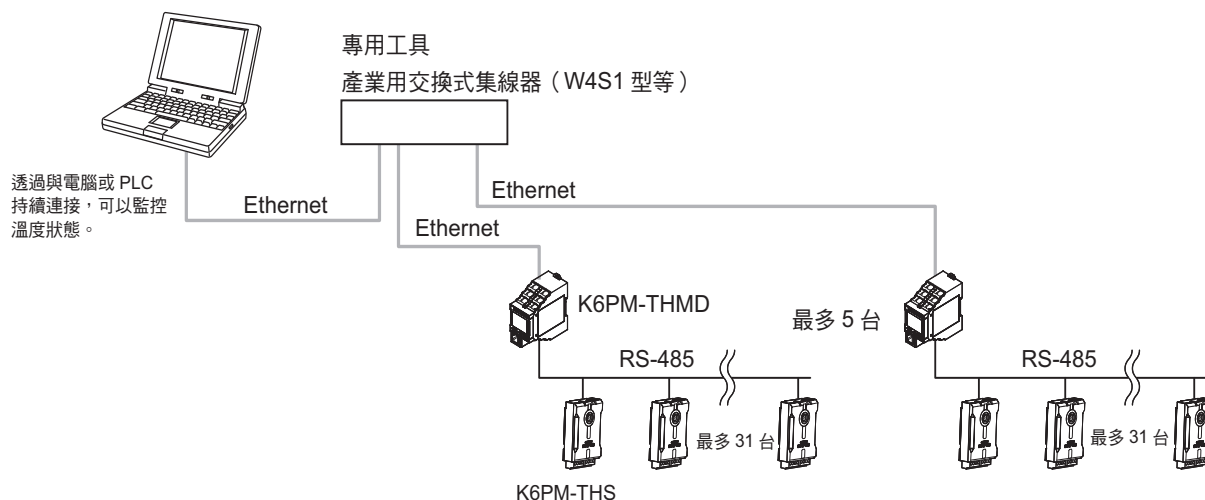 專用工具
產業用交換式集線器（W4S1 型等）
透過與電腦或 PLC
持續連接，可以監控
溫度狀態。
Ethernet
Ethernet
Ethernet
K6PM-THMD
最多 5 台
RS-485
RS-485
最多 31 台
最多 31 台
K6PM-THS